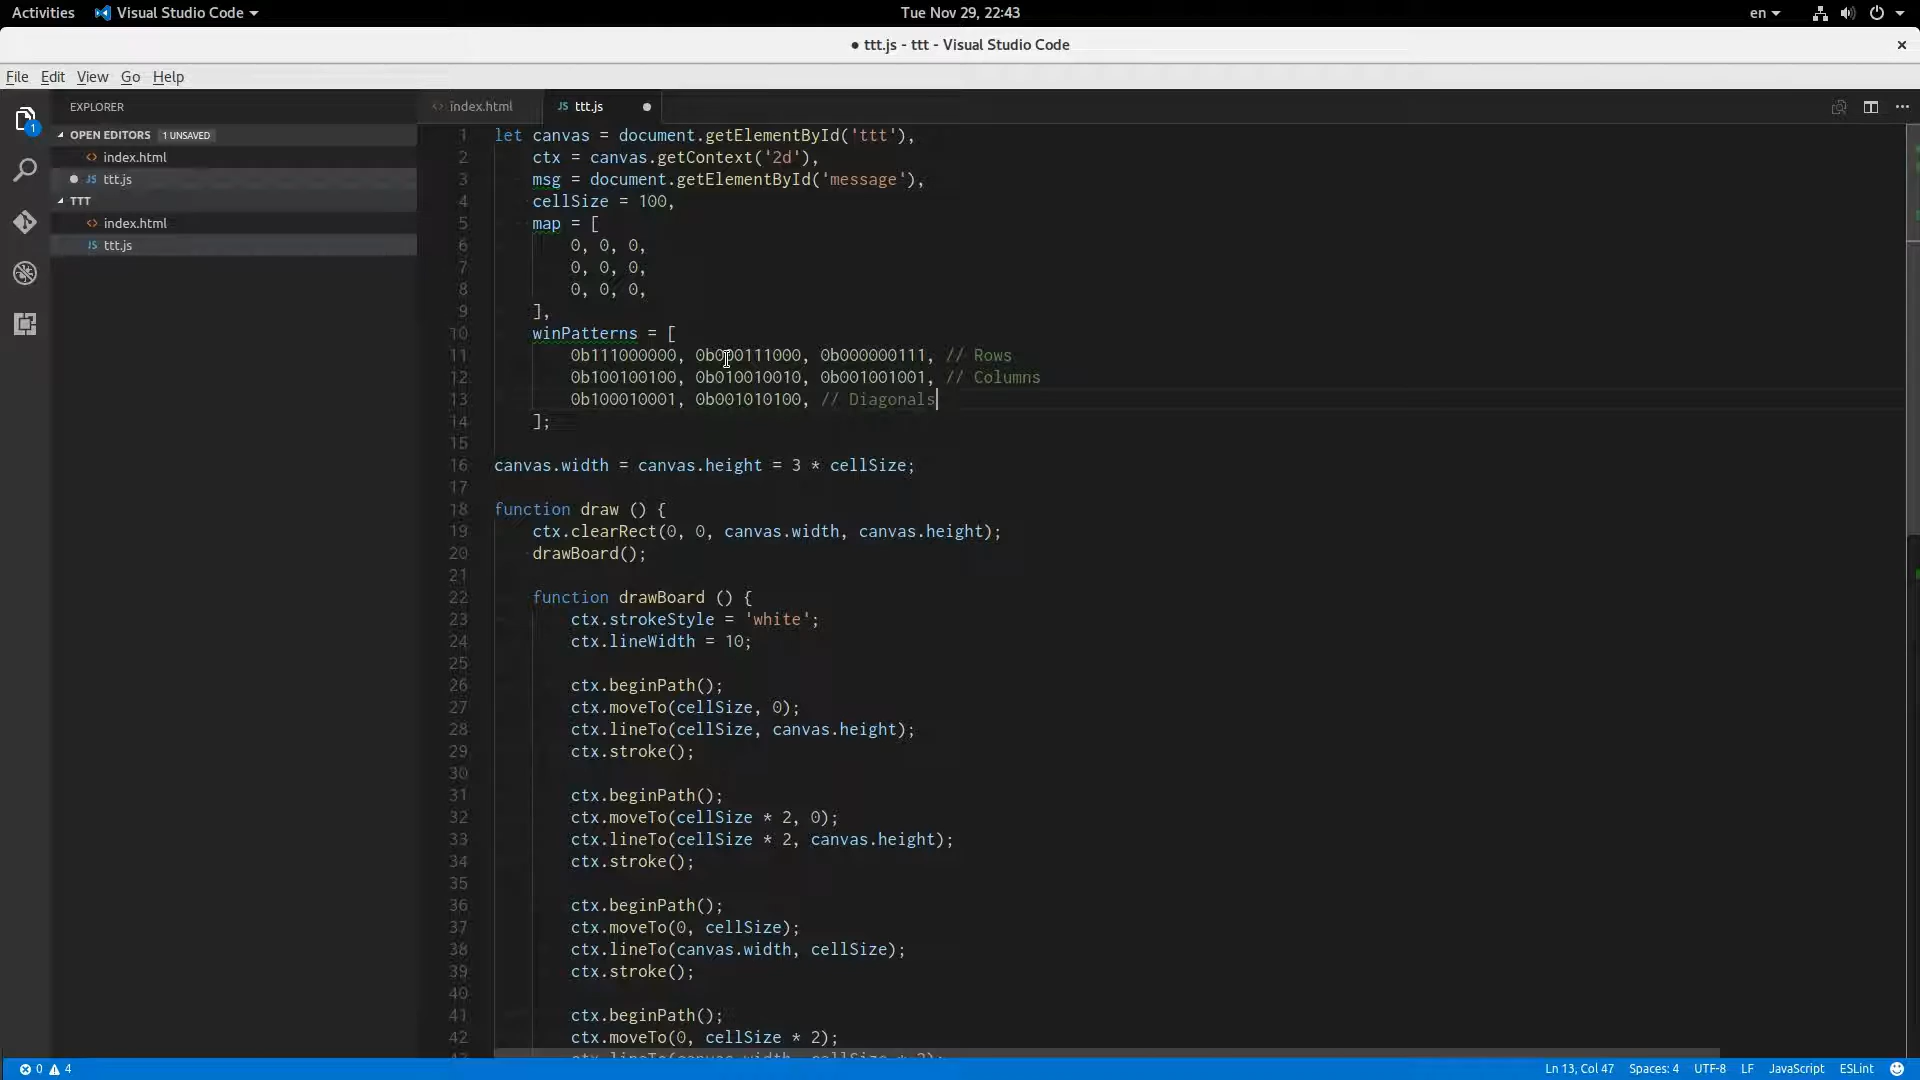 Activities Visual Studio Code Tue Nov 29, 22:43 en
● ttt.js - ttt - Visual Studio Code
File Edit View Go Help
EXPLORER
OPEN EDITORS 1 UNSAVED
index.html
JS ttt.js
TTT
index.html
JS ttt.js
1
index.html JS ttt.js
1 let canvas = document.getElementById('ttt'),
2 ctx = canvas.getContext('2d'),
3 msg = document.getElementById('message'),
4 cellSize = 100,
5 map = [
6 0, 0, 0,
7 0, 0, 0,
8 0, 0, 0,
9 ],
10 winPatterns = [
11 0b111000000, 0b000111000, 0b000000111, // Rows
12 0b100100100, 0b010010010, 0b001001001, // Columns
13 0b100010001, 0b001010100, // Diagonals
14 ];
15
16 canvas.width = canvas.height = 3 * cellSize;
17
18 function draw () {
19 ctx.clearRect(0, 0, canvas.width, canvas.height);
20 drawBoard();
21
22 function drawBoard () {
23 ctx.strokeStyle = 'white';
24 ctx.lineWidth = 10;
25
26 ctx.beginPath();
27 ctx.moveTo(cellSize, 0);
28 ctx.lineTo(cellSize, canvas.height);
29 ctx.stroke();
30
31 ctx.beginPath();
32 ctx.moveTo(cellSize * 2, 0);
33 ctx.lineTo(cellSize * 2, canvas.height);
34 ctx.stroke();
35
36 ctx.beginPath();
37 ctx.moveTo(0, cellSize);
38 ctx.lineTo(canvas.width, cellSize);
39 ctx.stroke();
40
41 ctx.beginPath();
42 ctx.moveTo(0, cellSize * 2);
43 ctx.lineTo(canvas.width, cellSize * 2);
0 4 Ln 13, Col 47 Spaces: 4 UTF-8 LF JavaScript ESLint